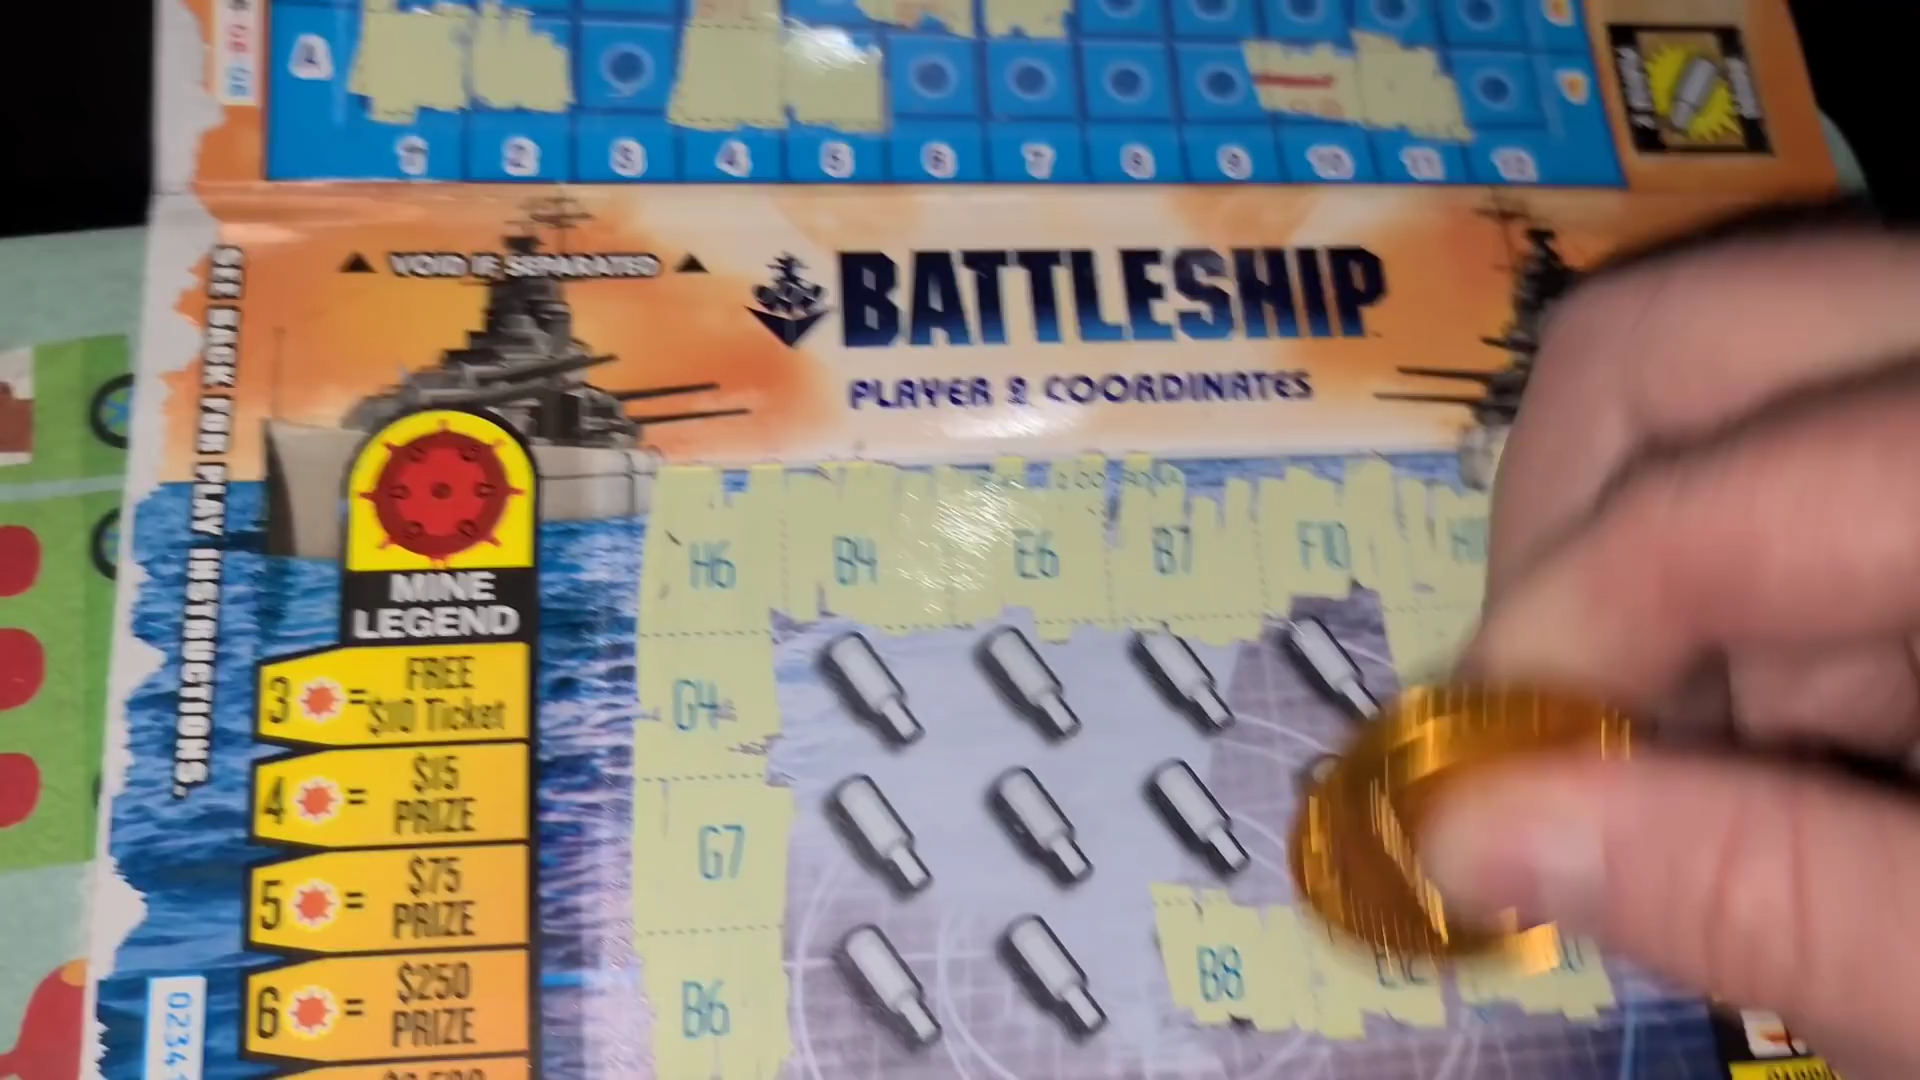 A
1 2 3 4 5 6 7 8 9 10 11 12
▲ VOID IF SEPARATED ▲
BATTLESHIP
PLAYER 2 COORDINATES
SEE BACK FOR PLAY INSTRUCTIONS.
MINE
LEGEND
3 = FREE
$10 Ticket
4 = $15
PRIZE
5 = $75
PRIZE
6 = $250
PRIZE
H6 B4 E6 B7 F10
G4
G7
B6 B8 E12
0234